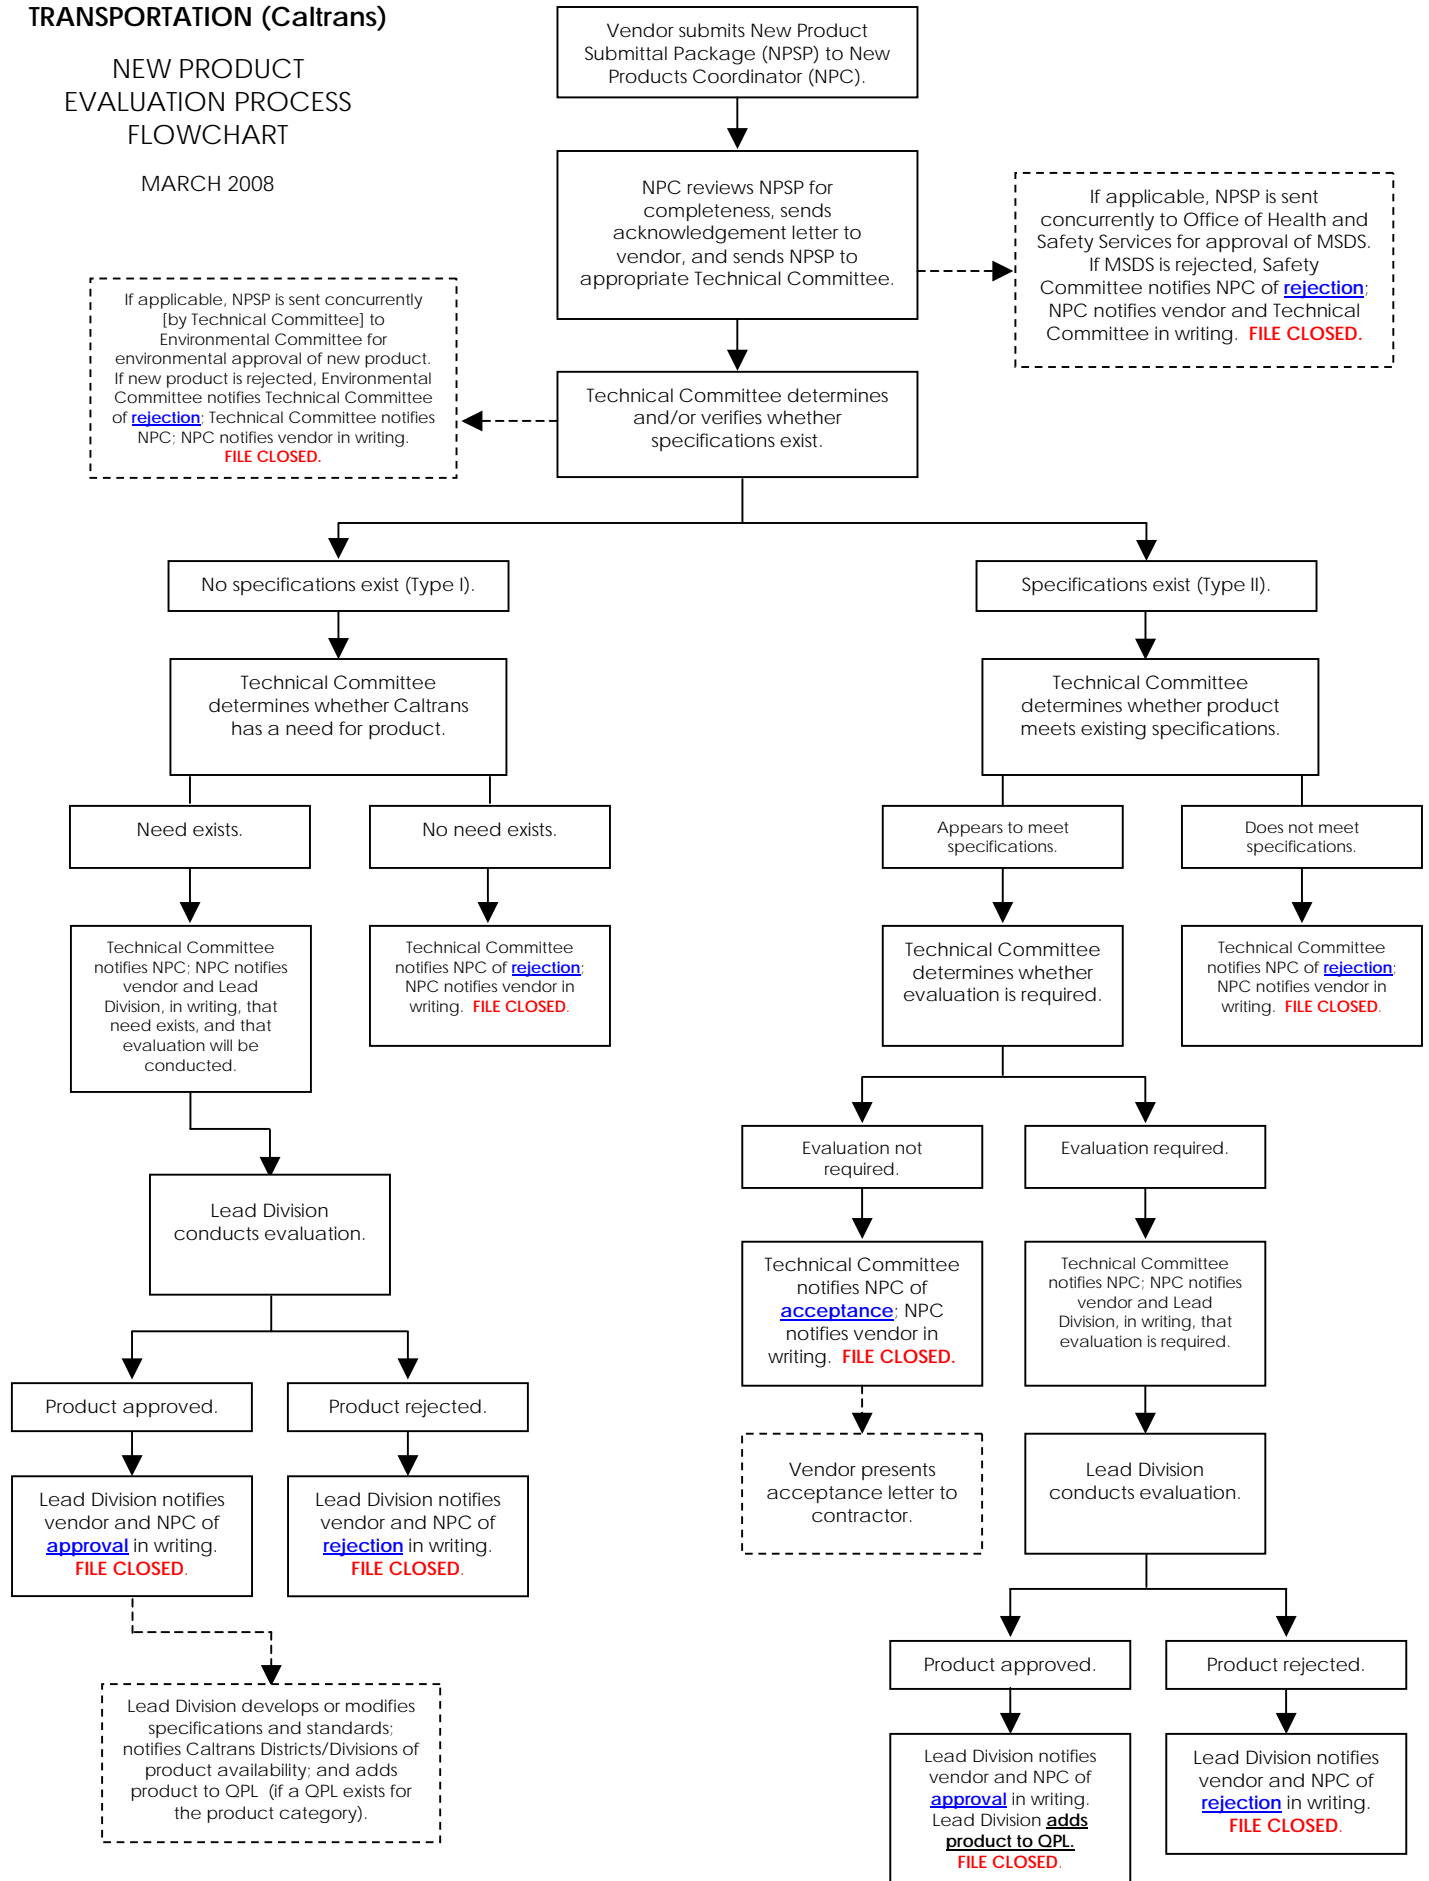 TRANSPORTATION (Caltrans)
NEW PRODUCT
EVALUATION PROCESS
FLOWCHART
MARCH 2008
Vendor submits New Product
Submittal Package (NPSP) to New
Products Coordinator (NPC).
NPC reviews NPSP for
completeness, sends
acknowledgement letter to
vendor, and sends NPSP to
appropriate Technical Committee.
If applicable, NPSP is sent
concurrently to Office of Health and
Safety Services for approval of MSDS.
If MSDS is rejected, Safety
Committee notifies NPC of rejection;
NPC notifies vendor and Technical
Committee in writing. FILE CLOSED.
If applicable, NPSP is sent concurrently
[by Technical Committee] to
Environmental Committee for
environmental approval of new product.
If new product is rejected, Environmental
Committee notifies Technical Committee
of rejection; Technical Committee notifies
NPC; NPC notifies vendor in writing.
FILE CLOSED.
Technical Committee determines
and/or verifies whether
specifications exist.
No specifications exist (Type I).
Specifications exist (Type II).
Technical Committee
determines whether Caltrans
has a need for product.
Technical Committee
determines whether product
meets existing specifications.
Need exists.
No need exists.
Appears to meet
specifications.
Does not meet
specifications.
Technical Committee
notifies NPC; NPC notifies
vendor and Lead
Division, in writing, that
need exists, and that
evaluation will be
conducted.
Technical Committee
notifies NPC of rejection;
NPC notifies vendor in
writing. FILE CLOSED.
Technical Committee
determines whether
evaluation is required.
Technical Committee
notifies NPC of rejection;
NPC notifies vendor in
writing. FILE CLOSED.
Evaluation not
required.
Evaluation required.
Lead Division
conducts evaluation.
Technical Committee
notifies NPC of
acceptance; NPC
notifies vendor in
writing. FILE CLOSED.
Technical Committee
notifies NPC; NPC notifies
vendor and Lead
Division, in writing, that
evaluation is required.
Product approved.
Product rejected.
Vendor presents
acceptance letter to
contractor.
Lead Division
conducts evaluation.
Lead Division notifies
vendor and NPC of
approval in writing.
FILE CLOSED.
Lead Division notifies
vendor and NPC of
rejection in writing.
FILE CLOSED.
Product approved.
Product rejected.
Lead Division develops or modifies
specifications and standards;
notifies Caltrans Districts/Divisions of
product availability; and adds
product to QPL (if a QPL exists for
the product category).
Lead Division notifies
vendor and NPC of
approval in writing.
Lead Division adds
product to QPL.
FILE CLOSED.
Lead Division notifies
vendor and NPC of
rejection in writing.
FILE CLOSED.